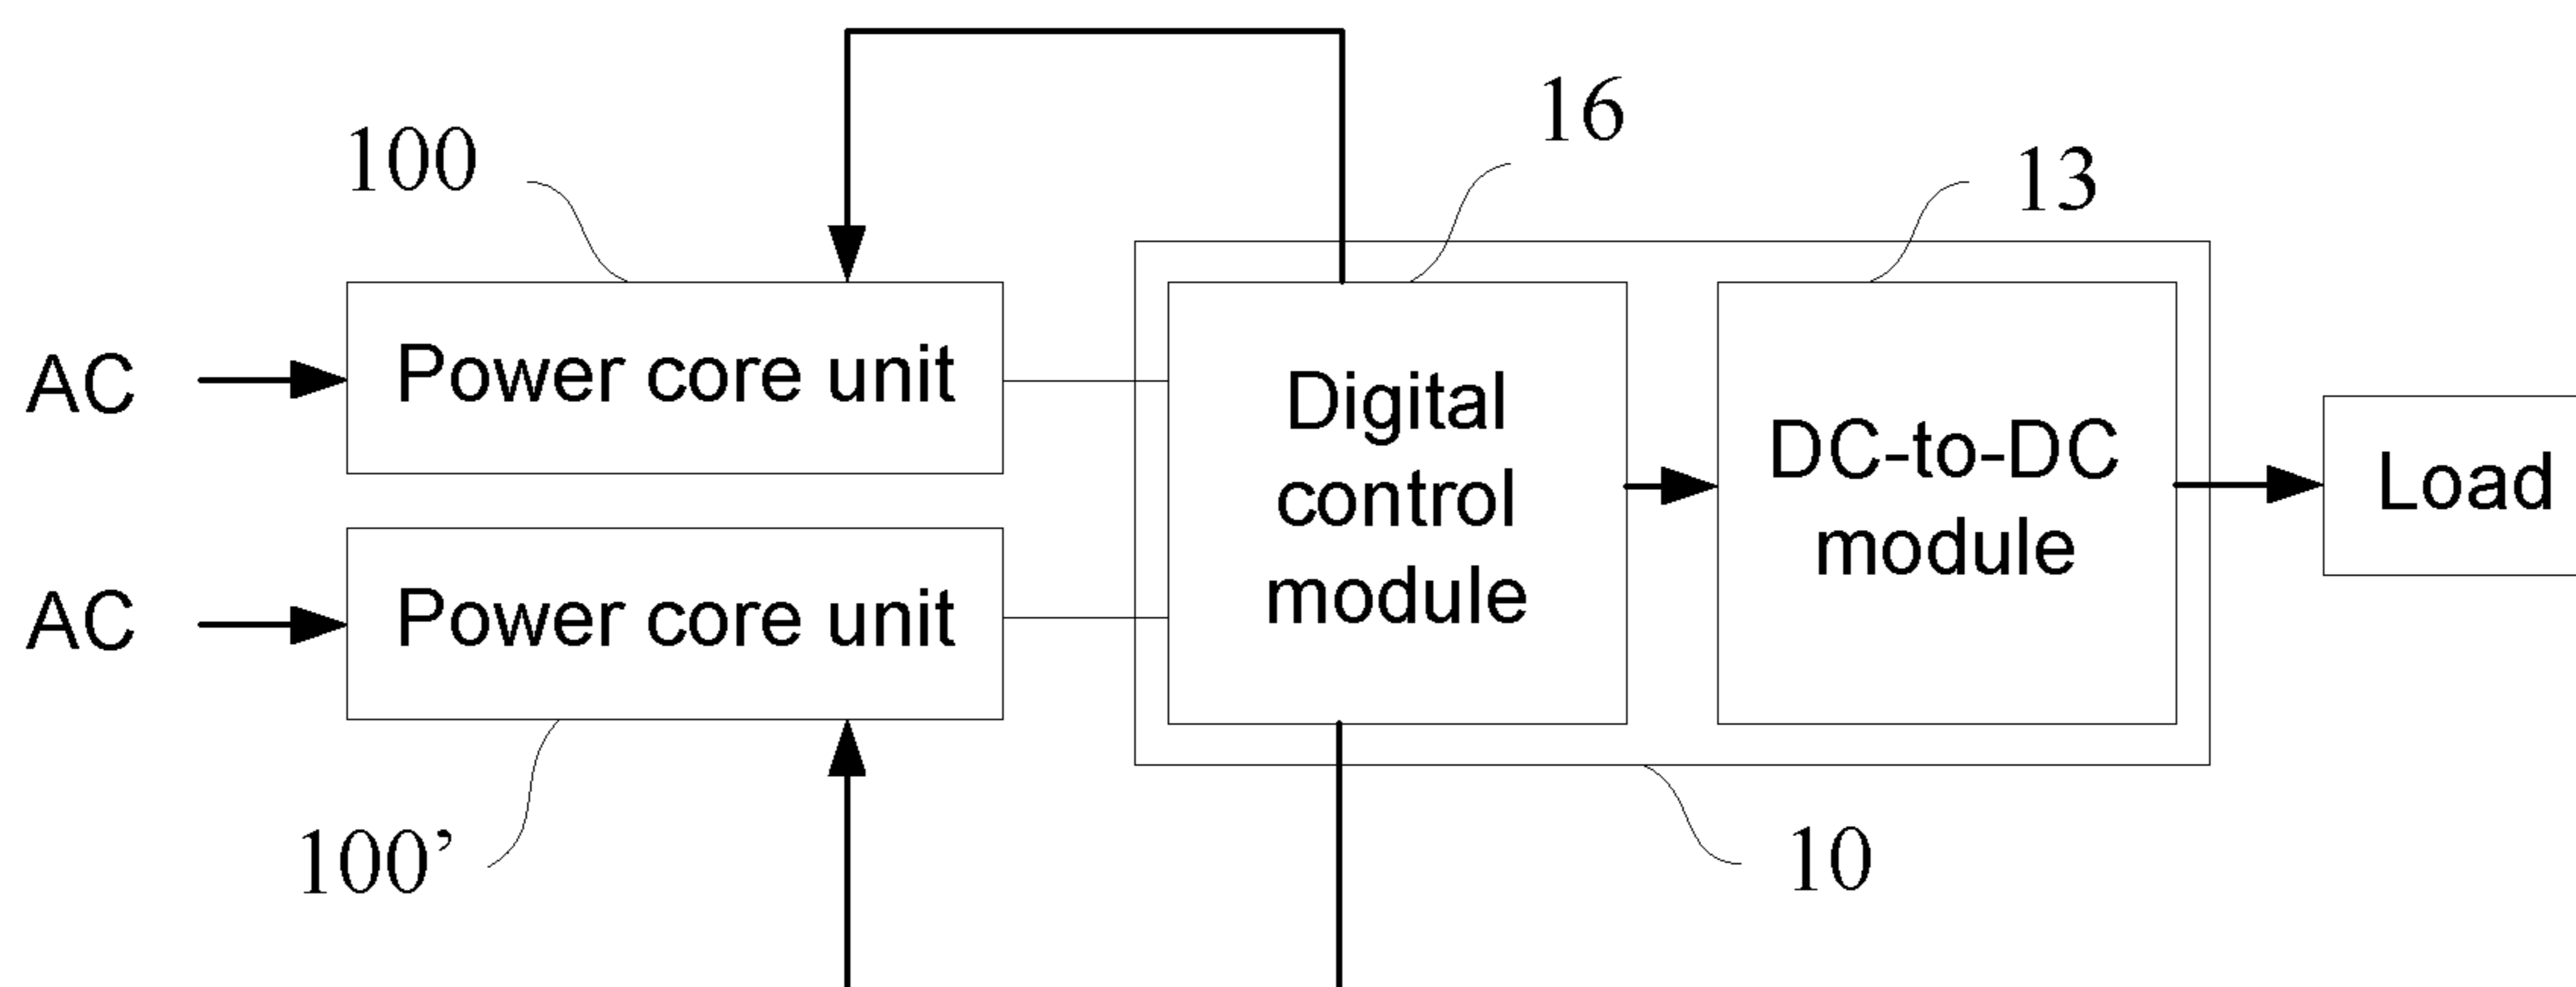 16
100
13
AC
Power core unit
Digital
control
module
DC-to-DC
module
Load
AC
Power core unit
100’
10